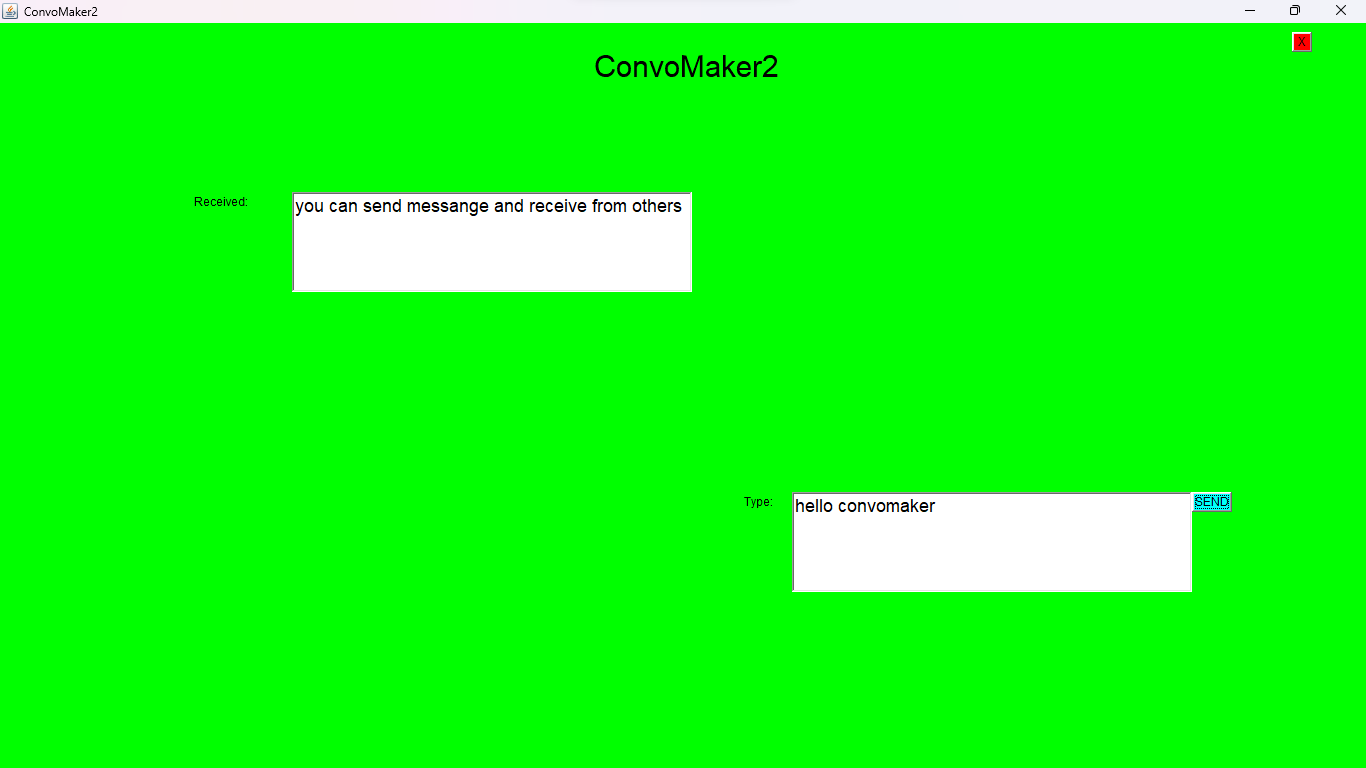 ConvoMaker2
X
ConvoMaker2
Received:
you can send messange and receive from others
Type:
hello convomaker
SEND